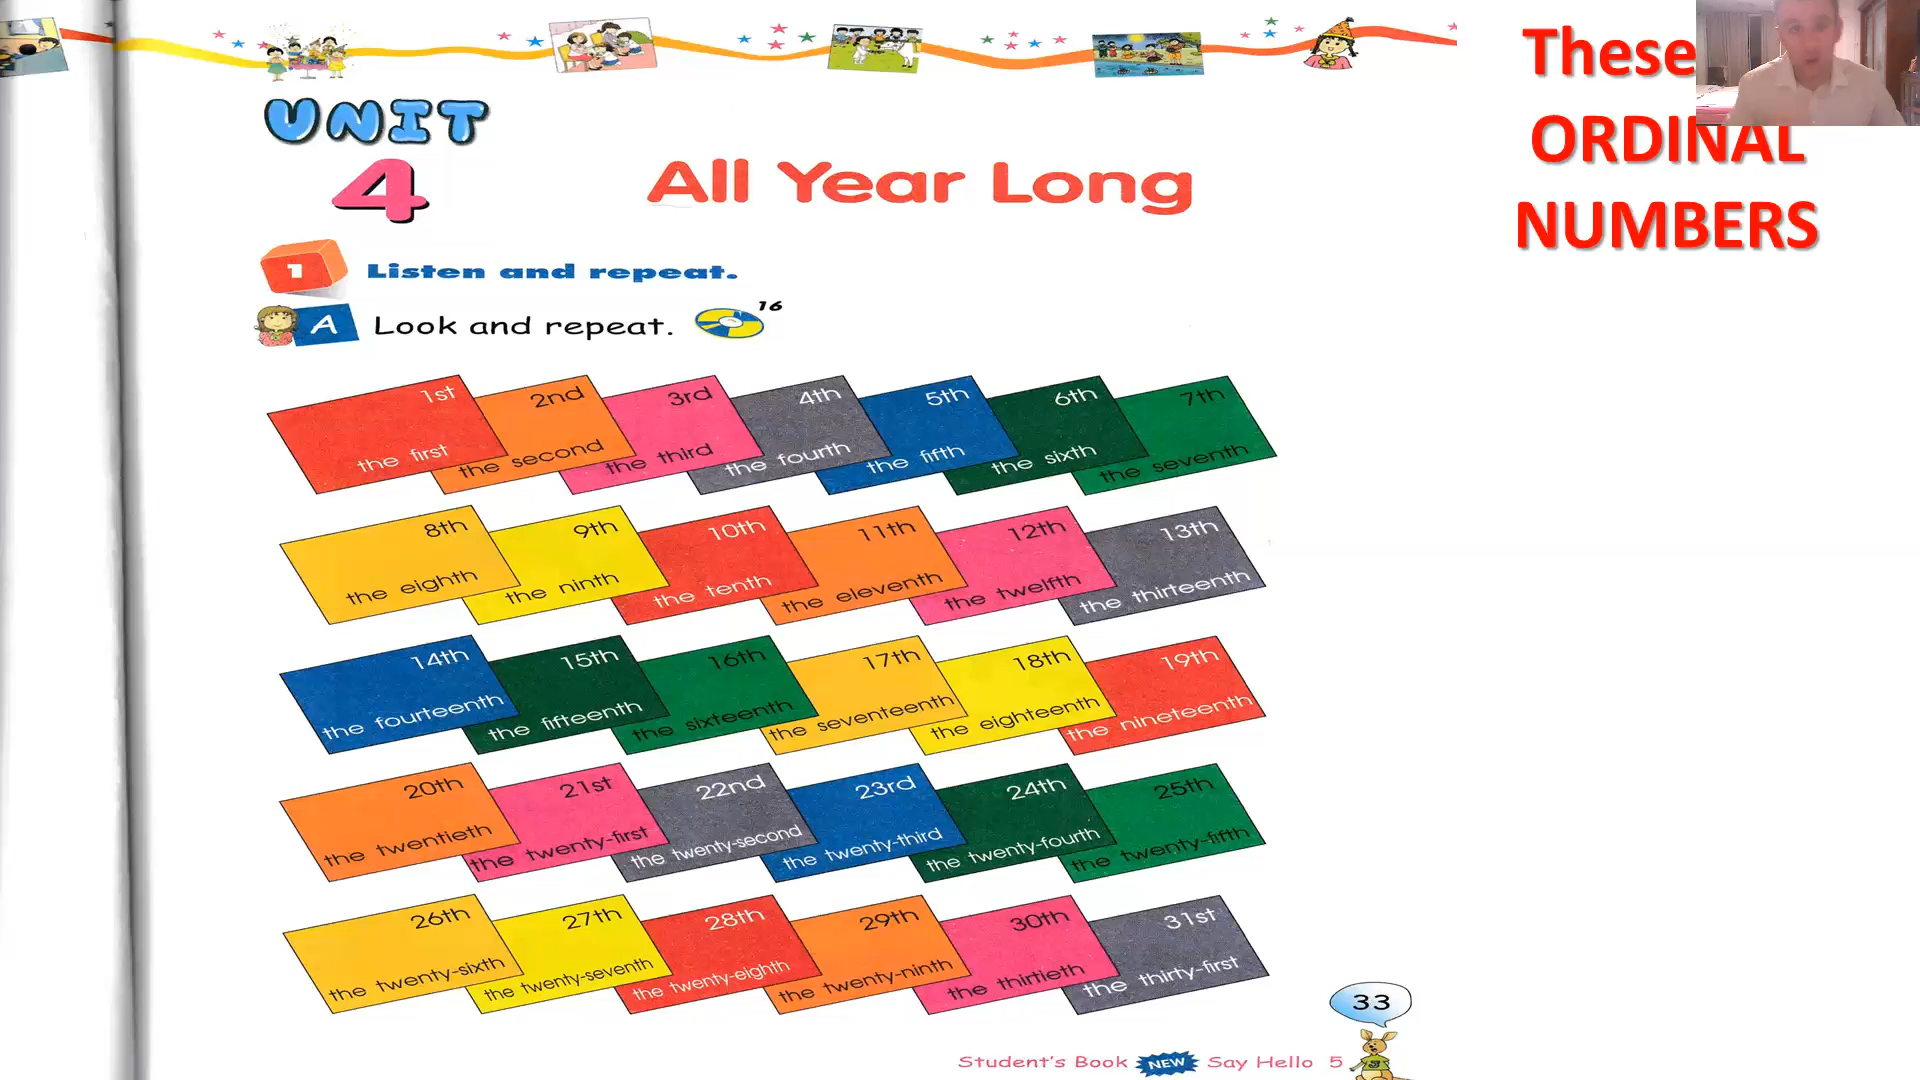 UNIT
4
All Year Long
1 Listen and repeat.
A Look and repeat. 16
1st 2nd 3rd 4th 5th 6th 7th
the first the second the third the fourth the fifth the sixth the seventh
8th 9th 10th 11th 12th 13th
the eighth the ninth the tenth the eleventh the twelfth the thirteenth
14th 15th 16th 17th 18th 19th
the fourteenth the fifteenth the sixteenth the seventeenth the eighteenth the nineteenth
20th 21st 22nd 23rd 24th 25th
the twentieth the twenty-first the twenty-second the twenty-third the twenty-fourth the twenty-fifth
26th 27th 28th 29th 30th 31st
the twenty-sixth the twenty-seventh the twenty-eighth the twenty-ninth the thirtieth the thirty-first
33
Student's Book NEW Say Hello 5
These
ORDINAL
NUMBERS